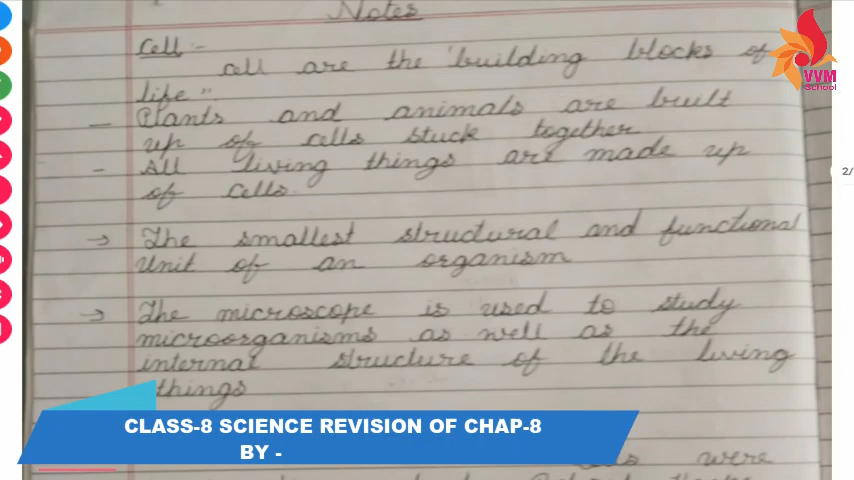 Notes
Cell :-
cell are the "building blocks of
life"
— Plants and animals are built
up of cells stuck together
- All living things are made up
of cells.
→ The smallest structural and functional
Unit of an organism
→ The microscope is used to study
microorganisms as well as the
internal structure of the living
things
were
CLASS-8 SCIENCE REVISION OF CHAP-8
BY -
VVM
School
2/